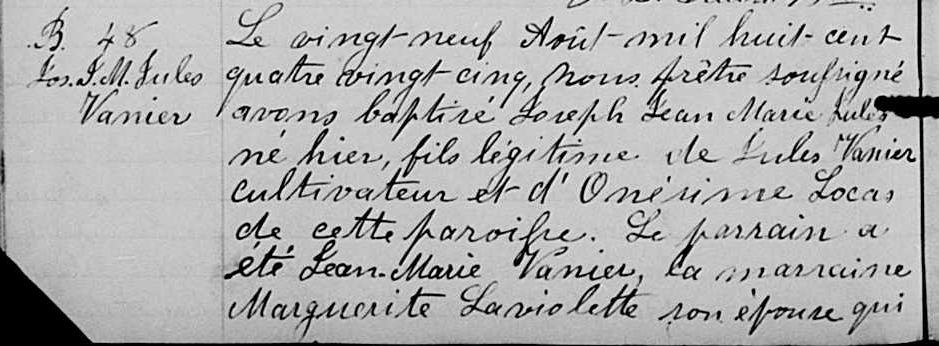 B. 48
Jos. J. M. Jules
Vanier
Le vingt-neuf Août mil huit-cent
quatre vingt cinq, nous prêtre soussigné
avons baptisé Joseph Jean Marie Jules
né hier, fils légitime de Jules Vanier
cultivateur et d'Onésime Locas
de cette paroisse. Le parrain a
été Jean-Marie Vanier, la marraine
Marguerite Laviolette son épouse qui